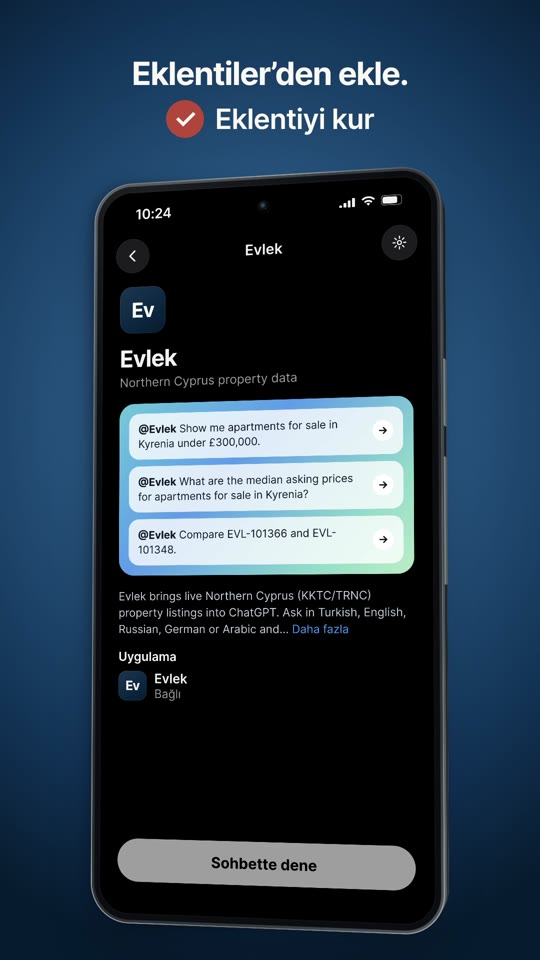 Eklentiler’den ekle.
Eklentiyi kur
10:24
Evlek
Ev
Evlek
Northern Cyprus property data
@Evlek Show me apartments for sale in
Kyrenia under £300,000.
@Evlek What are the median asking prices
for apartments for sale in Kyrenia?
@Evlek Compare EVL-101366 and EVL-
101348.
Evlek brings live Northern Cyprus (KKTC/TRNC)
property listings into ChatGPT. Ask in Turkish, English,
Russian, German or Arabic and... Daha fazla
Uygulama
Ev
Evlek
Bağlı
Sohbette dene